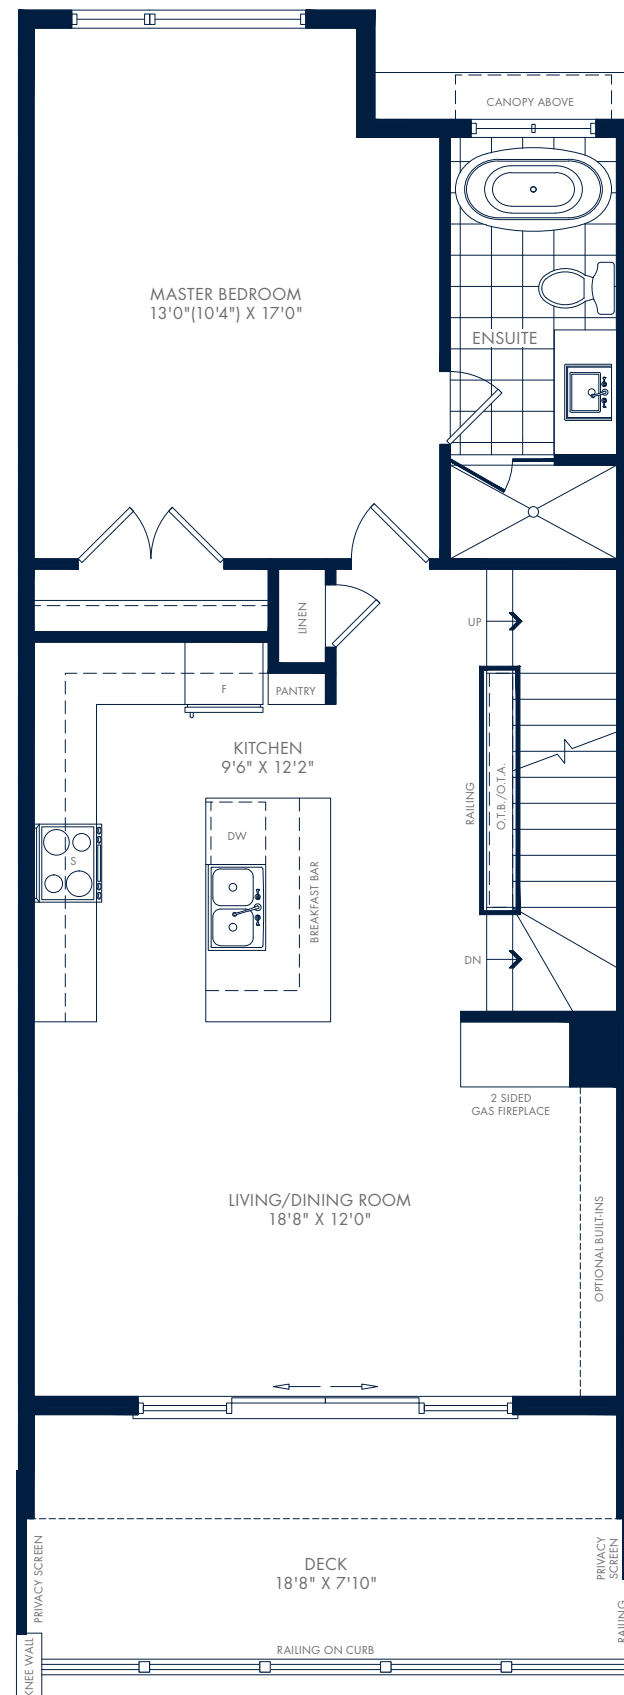 CANOPY ABOVE
MASTER BEDROOM
13'0"(10'4") X 17'0"
ENSUITE
LINEN
UP
F
PANTRY
KITCHEN
9'6" X 12'2"
RAILING
O.T.B./O.T.A.
DW
S
BREAKFAST BAR
DN
2 SIDED
GAS FIREPLACE
LIVING/DINING ROOM
18'8" X 12'0"
OPTIONAL BUILT-INS
PRIVACY SCREEN
DECK
18'8" X 7'10"
PRIVACY
SCREEN
RAILING
RAILING ON CURB
KNEE WALL